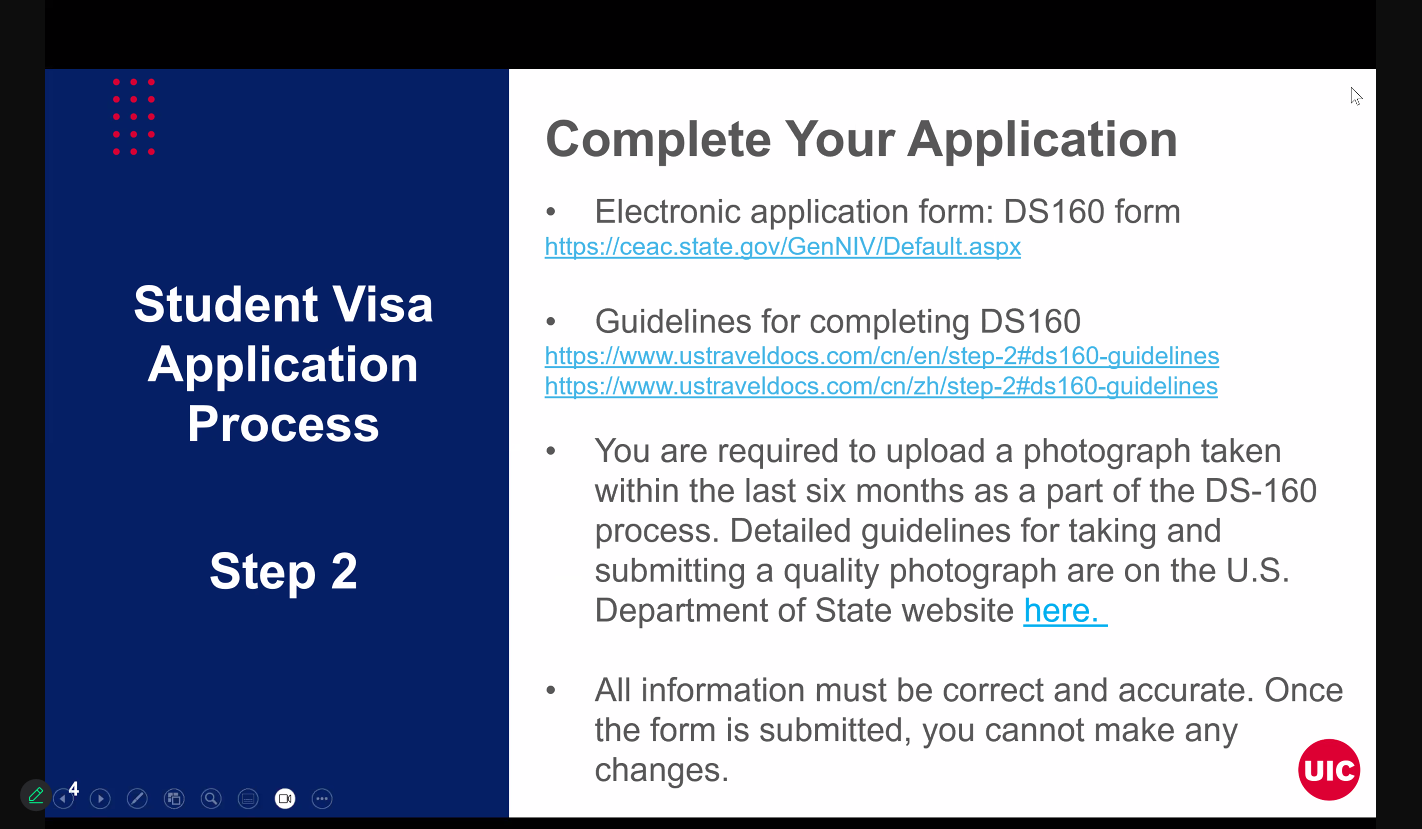 Student Visa
Application
Process
Step 2
Complete Your Application
• Electronic application form: DS160 form
https://ceac.state.gov/GenNIV/Default.aspx
• Guidelines for completing DS160
https://www.ustraveldocs.com/cn/en/step-2#ds160-guidelines
https://www.ustraveldocs.com/cn/zh/step-2#ds160-guidelines
• You are required to upload a photograph taken
within the last six months as a part of the DS-160
process. Detailed guidelines for taking and
submitting a quality photograph are on the U.S.
Department of State website here.
• All information must be correct and accurate. Once
the form is submitted, you cannot make any
changes.
UIC
4